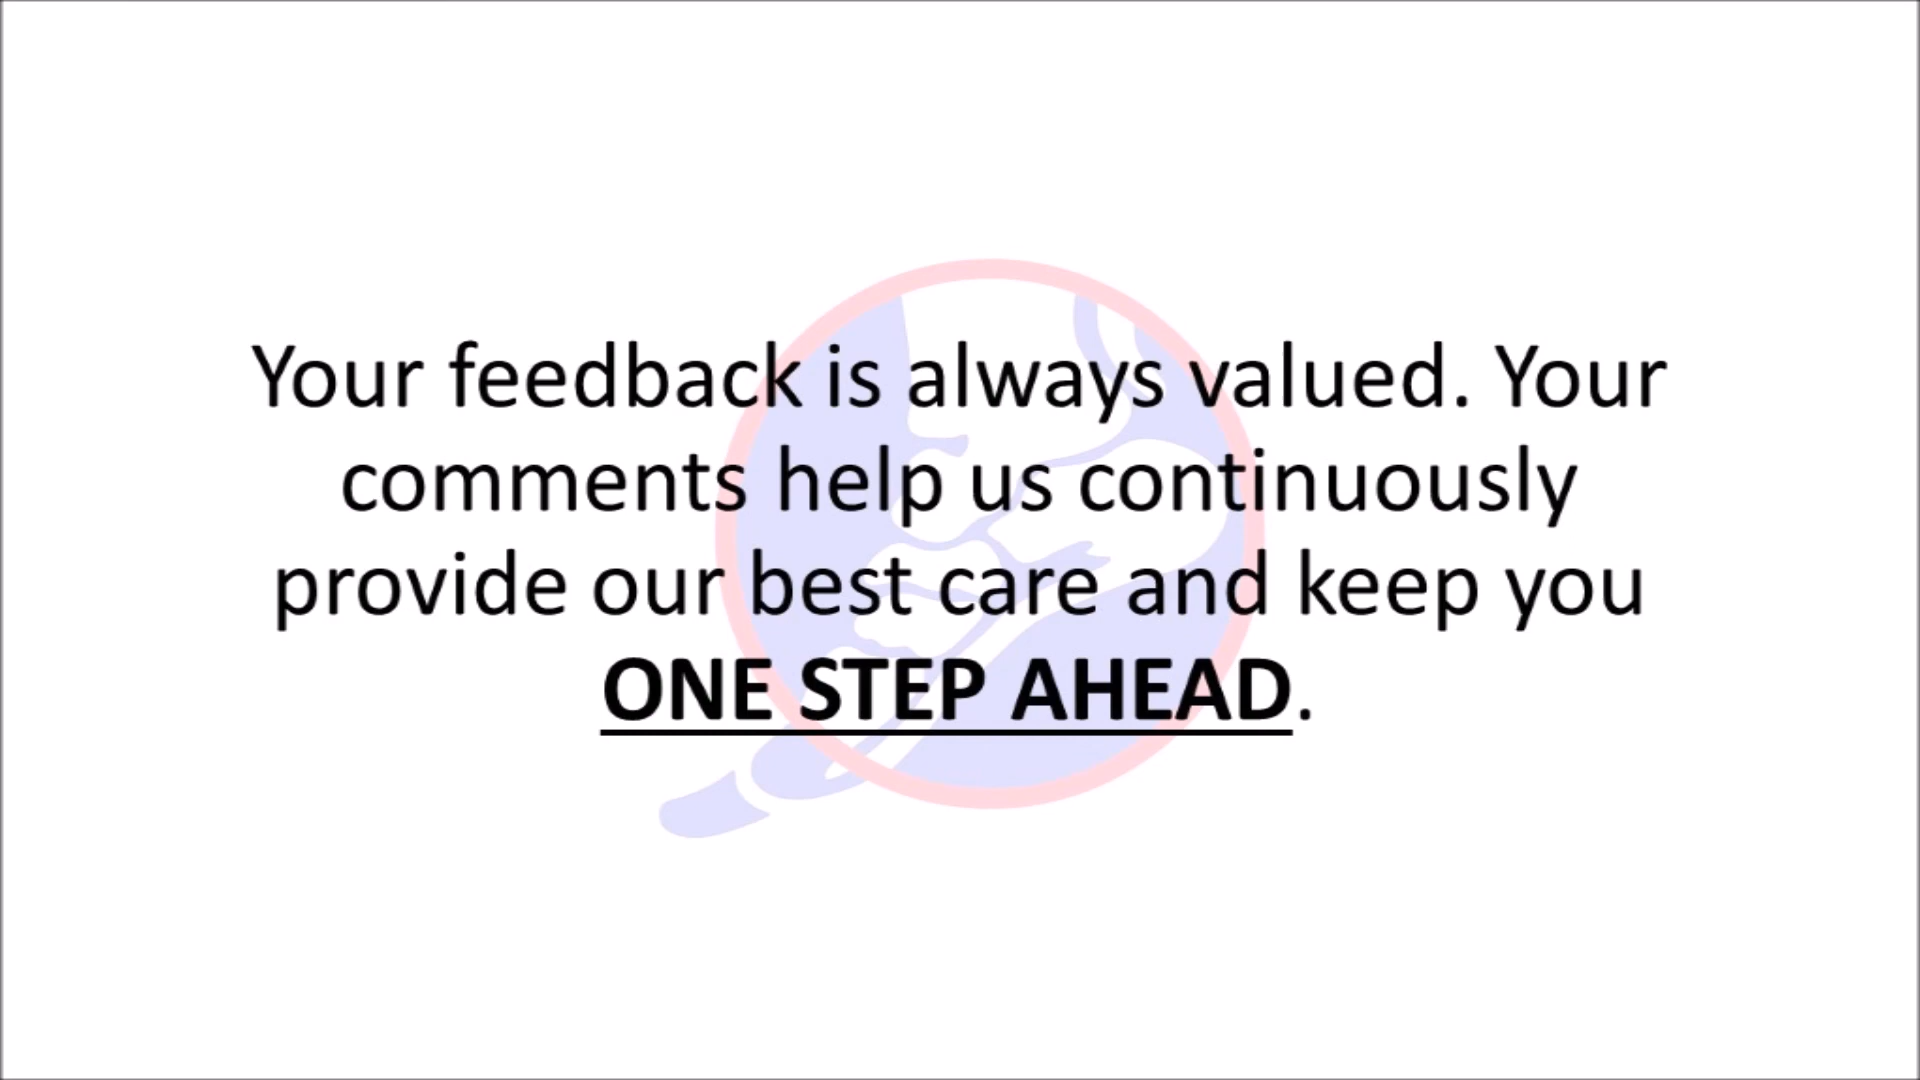 Your feedback is always valued. Your
comments help us continuously
provide our best care and keep you
ONE STEP AHEAD.